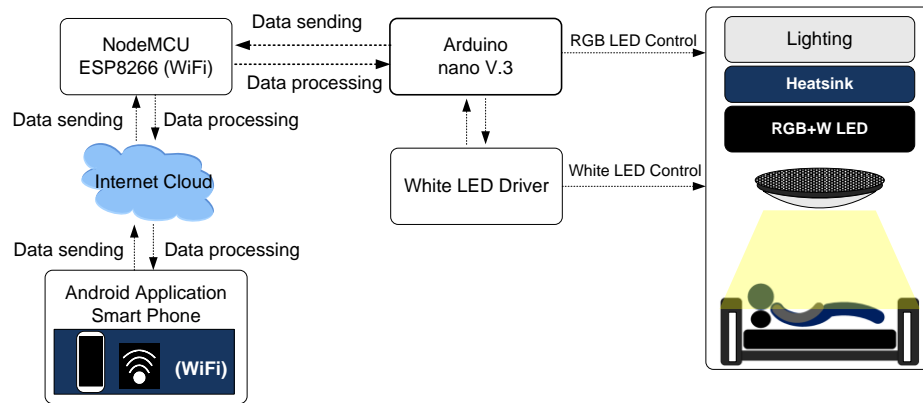 Data sending
NodeMCU
ESP8266 (WiFi)
Data processing
Arduino
nano V.3
RGB LED Control
Lighting
Heatsink
RGB+W LED
Data sending
Data processing
Internet Cloud
White LED Driver
White LED Control
Data sending
Data processing
Android Application
Smart Phone
(WiFi)